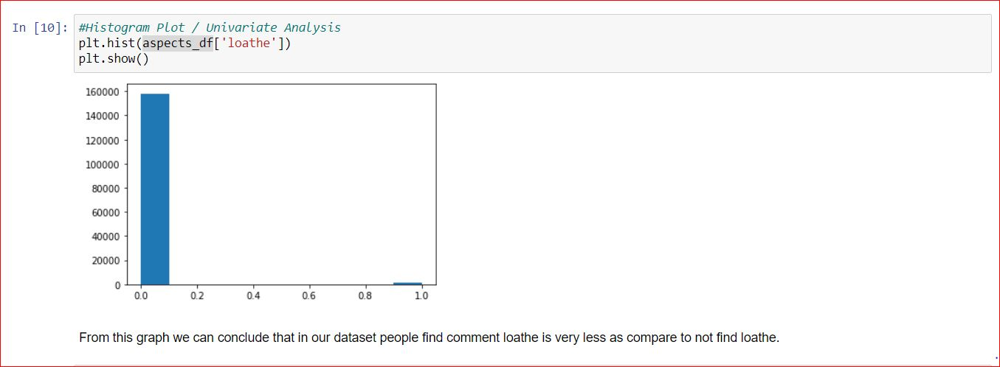 In [10]: #Histogram Plot / Univariate Analysis
plt.hist(aspects_df['loathe'])
plt.show()
160000
140000
120000
100000
80000
60000
40000
20000
0
0.0 0.2 0.4 0.6 0.8 1.0
From this graph we can conclude that in our dataset people find comment loathe is very less as compare to not find loathe.